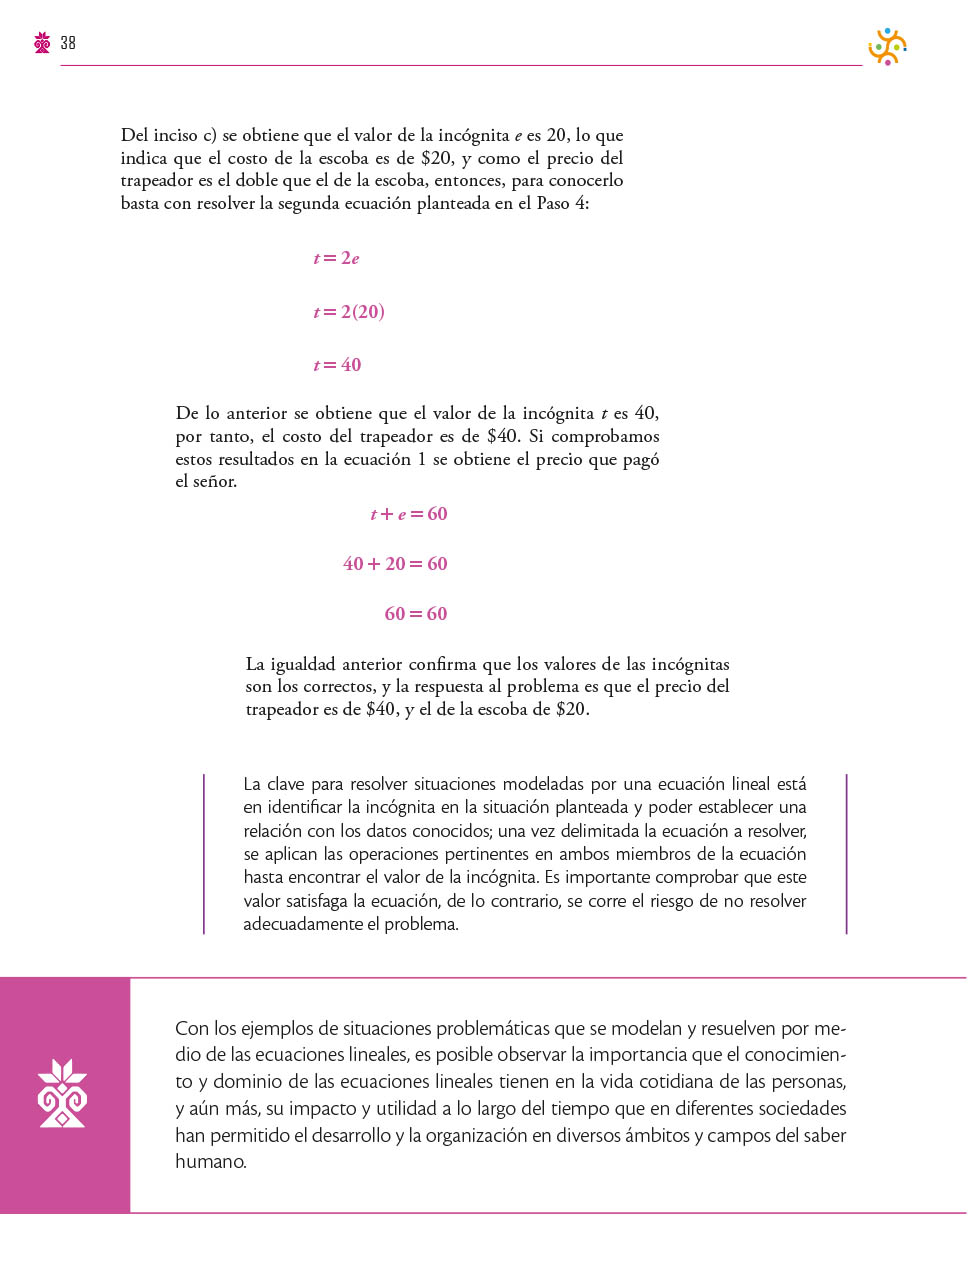 38
Del inciso c) se obtiene que el valor de la incógnita e es 20, lo que
indica que el costo de la escoba es de $20, y como el precio del
trapeador es el doble que el de la escoba, entonces, para conocerlo
basta con resolver la segunda ecuación planteada en el Paso 4:
t = 2e
t = 2(20)
t = 40
De lo anterior se obtiene que el valor de la incógnita t es 40,
por tanto, el costo del trapeador es de $40. Si comprobamos
estos resultados en la ecuación 1 se obtiene el precio que pagó
el señor.
t + e = 60
40 + 20 = 60
60 = 60
La igualdad anterior confirma que los valores de las incógnitas
son los correctos, y la respuesta al problema es que el precio del
trapeador es de $40, y el de la escoba de $20.
La clave para resolver situaciones modeladas por una ecuación lineal está
en identificar la incógnita en la situación planteada y poder establecer una
relación con los datos conocidos; una vez delimitada la ecuación a resolver,
se aplican las operaciones pertinentes en ambos miembros de la ecuación
hasta encontrar el valor de la incógnita. Es importante comprobar que este
valor satisfaga la ecuación, de lo contrario, se corre el riesgo de no resolver
adecuadamente el problema.
Con los ejemplos de situaciones problemáticas que se modelan y resuelven por me-
dio de las ecuaciones lineales, es posible observar la importancia que el conocimien-
to y dominio de las ecuaciones lineales tienen en la vida cotidiana de las personas,
y aún más, su impacto y utilidad a lo largo del tiempo que en diferentes sociedades
han permitido el desarrollo y la organización en diversos ámbitos y campos del saber
humano.